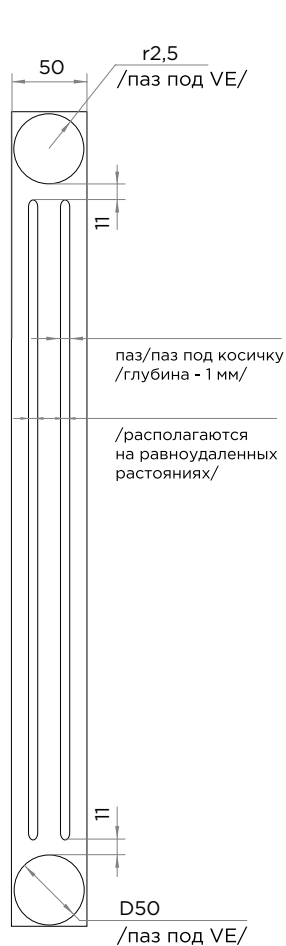 r2,5
50
/паз под VE/
11
паз/паз под косичку
/глубина - 1 мм/
/располагаются
на равноудаленных
растояниях/
11
D50
/паз под VE/